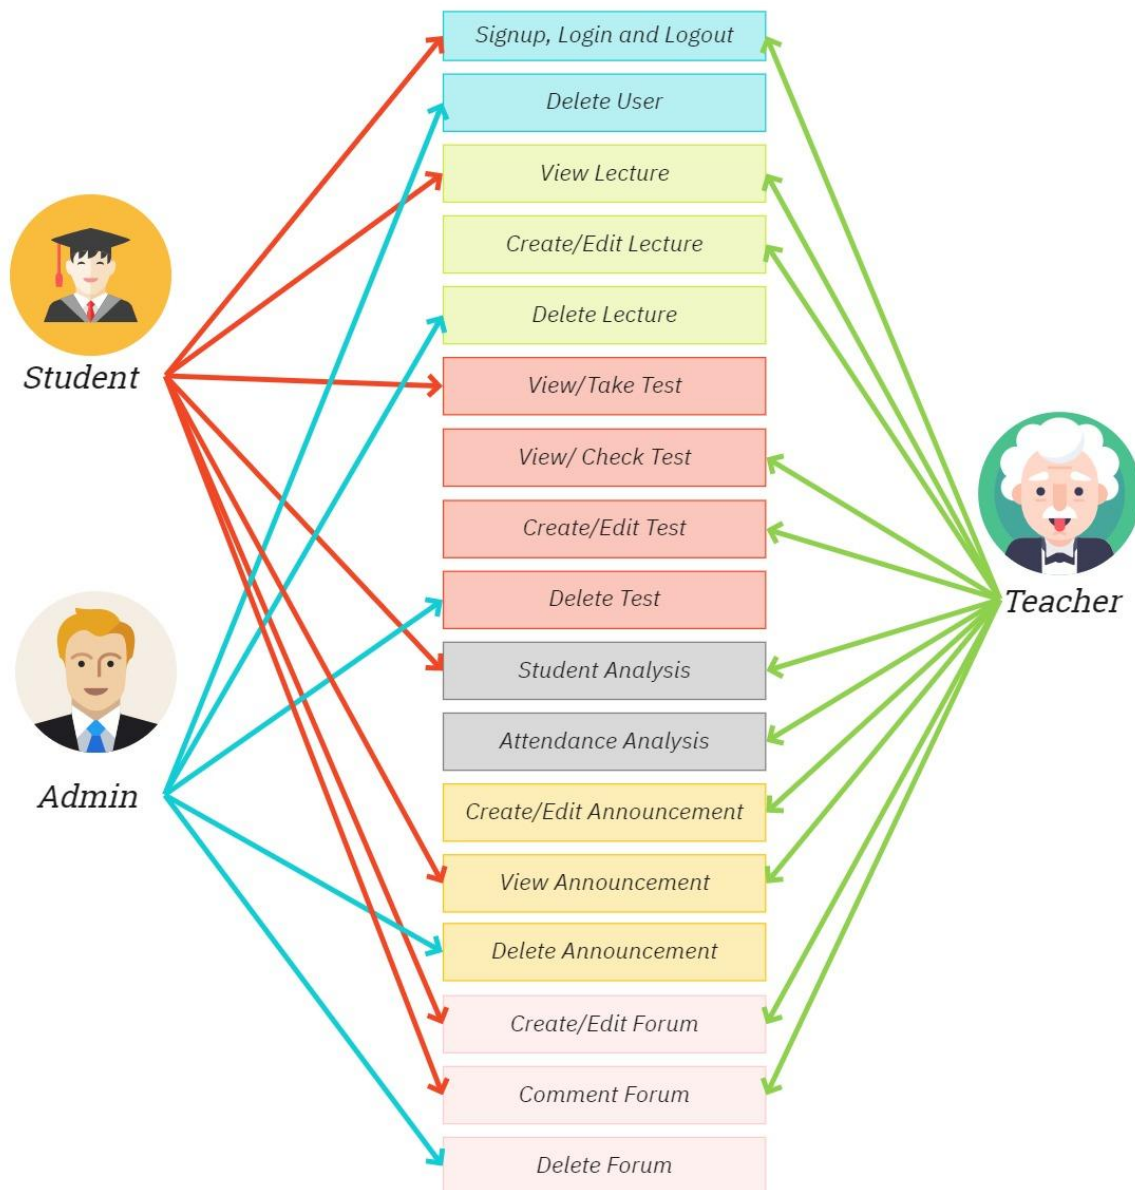 Signup, Login and Logout
Delete User
View Lecture
Create/Edit Lecture
Delete Lecture
Student
View/Take Test
View/ Check Test
Create/Edit Test
Delete Test
Teacher
Student Analysis
Attendance Analysis
Admin
Create/Edit Announcement
View Announcement
Delete Announcement
Create/Edit Forum
Comment Forum
Delete Forum